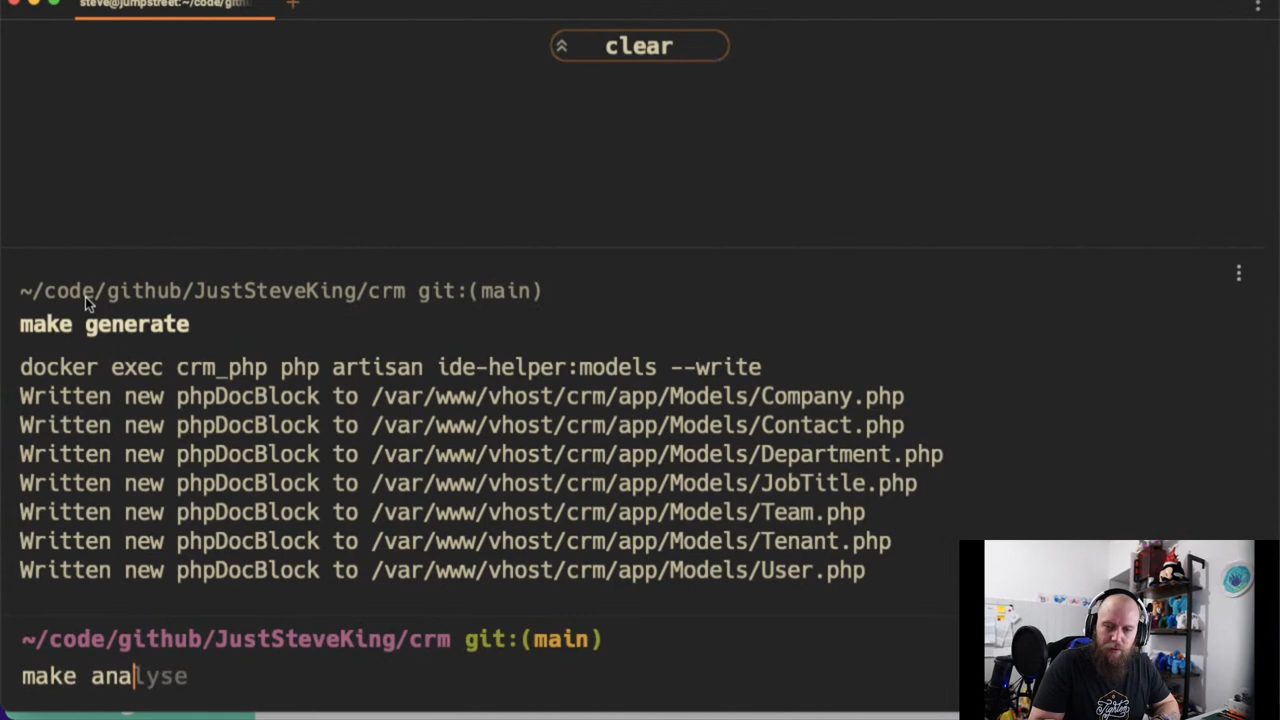 steve@jumpstreet:~/code/gith
clear
~/code/github/JustSteveKing/crm git:(main)
make generate
docker exec crm_php php artisan ide-helper:models --write
Written new phpDocBlock to /var/www/vhost/crm/app/Models/Company.php
Written new phpDocBlock to /var/www/vhost/crm/app/Models/Contact.php
Written new phpDocBlock to /var/www/vhost/crm/app/Models/Department.php
Written new phpDocBlock to /var/www/vhost/crm/app/Models/JobTitle.php
Written new phpDocBlock to /var/www/vhost/crm/app/Models/Team.php
Written new phpDocBlock to /var/www/vhost/crm/app/Models/Tenant.php
Written new phpDocBlock to /var/www/vhost/crm/app/Models/User.php
~/code/github/JustSteveKing/crm git:(main)
make analyse
Tighten